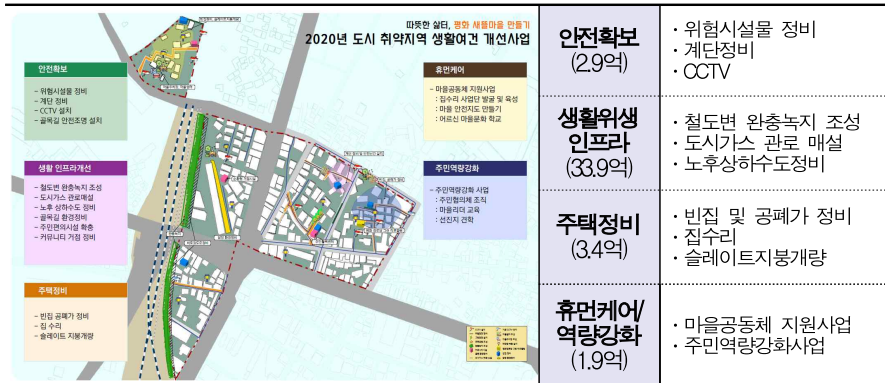 따뜻한 살터, 평화 새뜰마을 만들기
2020년 도시 취약지역 생활여건 개선사업
안전확보
- 위험시설물 정비
- 계단 정비
- CCTV 설치
- 골목길 안전조명 설치
생활 인프라개선
- 철도변 완충녹지 조성
- 도시가스 관로매설
- 노후 상하수도 정비
- 골목길 환경정비
- 주민편의시설 확충
- 커뮤니티 거점 정비
주택정비
- 빈집 공폐가 정비
- 집 수리
- 슬레이트 지붕개량
휴먼케어
- 마을공동체 지원사업
: 집수리 사업단 발굴 및 육성
: 마을 안전지도 만들기
: 어르신 마을문화 학교
주민역량강화
- 주민역량강화 사업
: 주민협의체 조직
: 마을리더 교육
: 선진지 견학
안전확보
(2.9억)
· 위험시설물 정비
· 계단정비
· CCTV
생활위생
인프라
(33.9억)
· 철도변 완충녹지 조성
· 도시가스 관로 매설
· 노후상하수도정비
주택정비
(3.4억)
· 빈집 및 공폐가 정비
· 집수리
· 슬레이트지붕개량
휴먼케어/
역량강화
(1.9억)
· 마을공동체 지원사업
· 주민역량강화사업